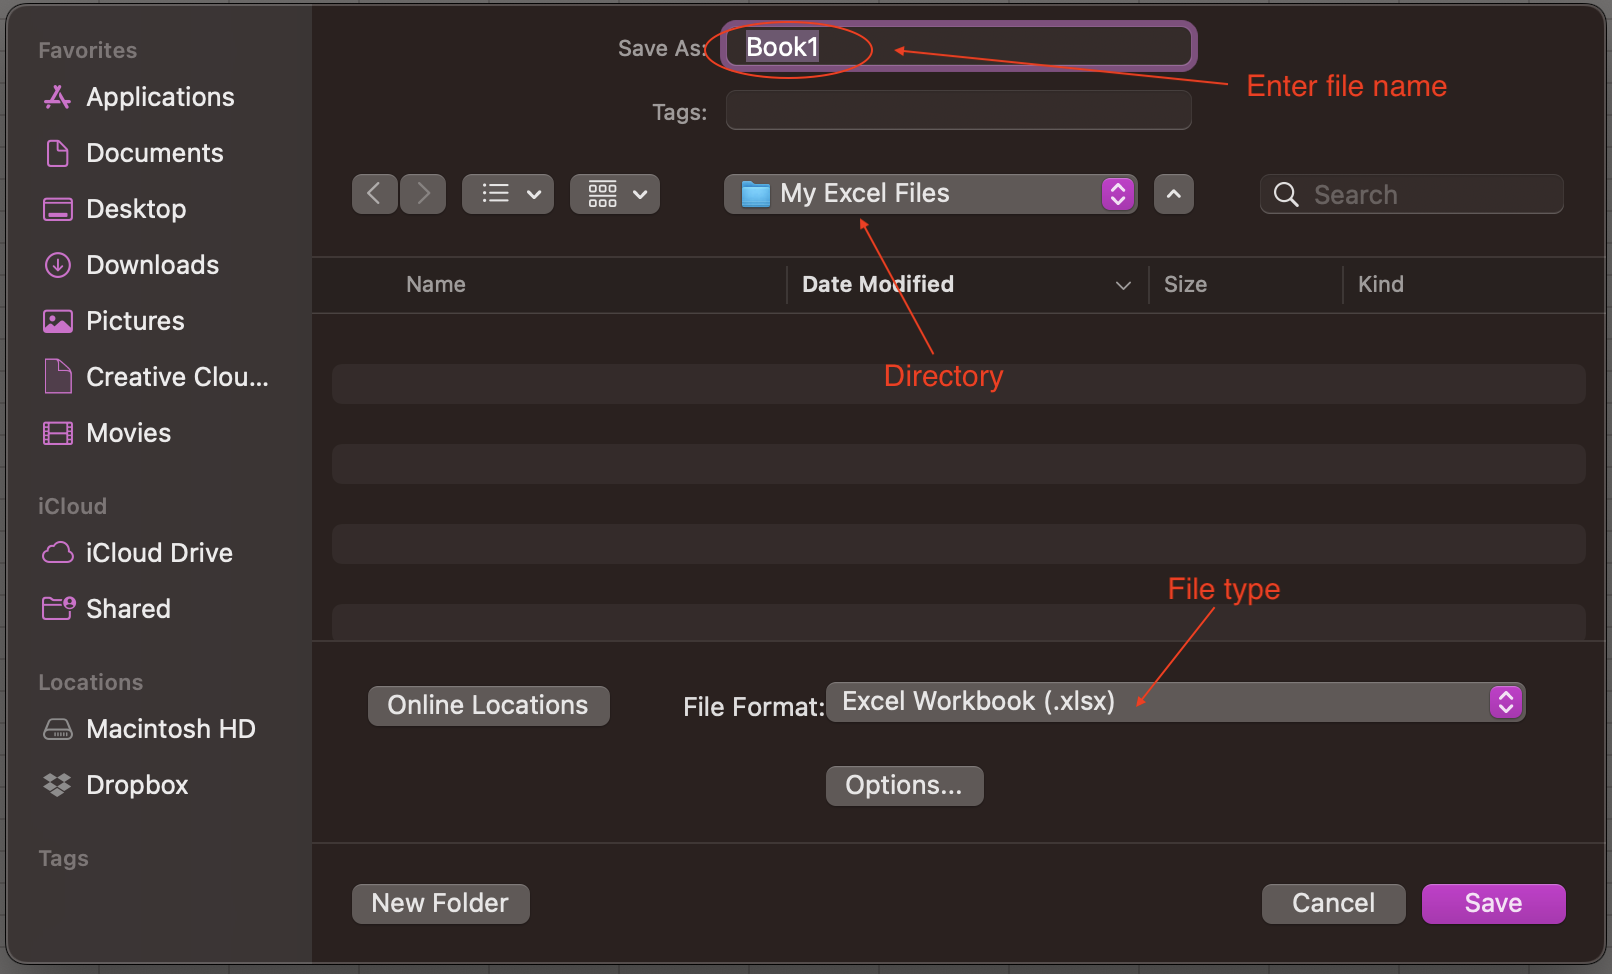 Favorites
Applications
Documents
Desktop
Downloads
Pictures
Creative Clou...
Movies
iCloud
iCloud Drive
Shared
Locations
Macintosh HD
Dropbox
Tags
Save As: Book1
Enter file name
Tags:
My Excel Files
Search
Name Date Modified Size Kind
Directory
File type
Online Locations File Format: Excel Workbook (.xlsx)
Options...
New Folder Cancel Save